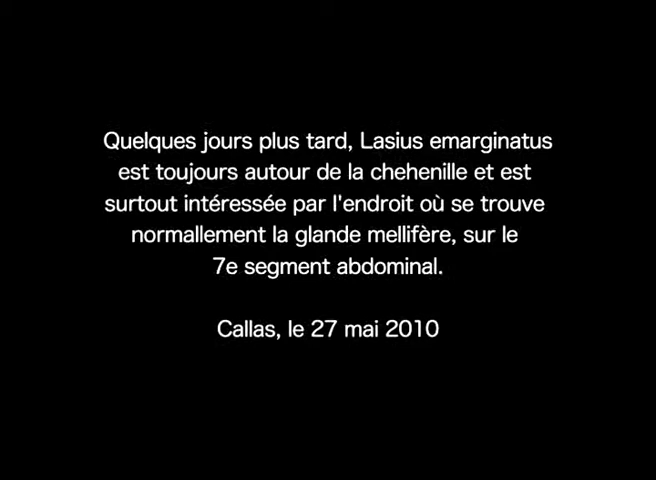 Quelques jours plus tard, Lasius emarginatus
est toujours autour de la chehenille et est
surtout intéressée par l'endroit où se trouve
normallement la glande mellifère, sur le
7e segment abdominal.
Callas, le 27 mai 2010